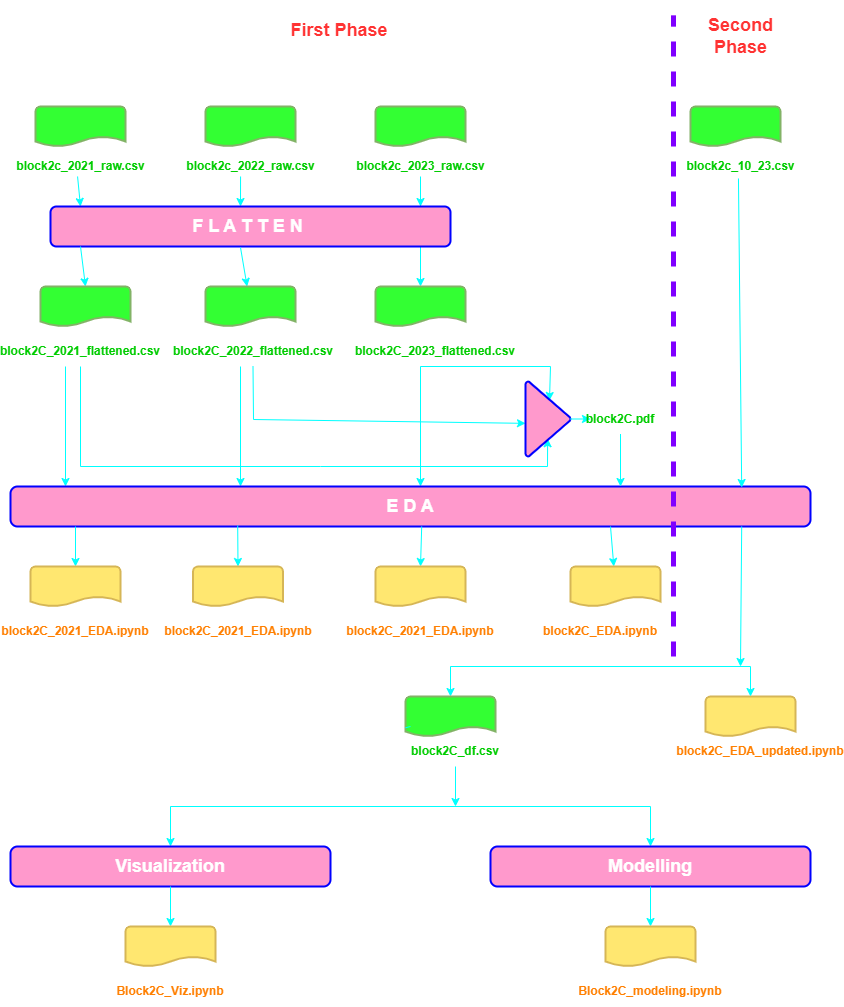 First Phase
Second
Phase
block2c_2021_raw.csv
block2c_2022_raw.csv
block2c_2023_raw.csv
block2c_10_23.csv
F L A T T E N
block2C_2021_flattened.csv
block2C_2022_flattened.csv
block2C_2023_flattened.csv
block2C.pdf
E D A
block2C_2021_EDA.ipynb
block2C_2021_EDA.ipynb
block2C_2021_EDA.ipynb
block2C_EDA.ipynb
block2C_df.csv
block2C_EDA_updated.ipynb
Visualization
Modelling
Block2C_Viz.ipynb
Block2C_modeling.ipynb